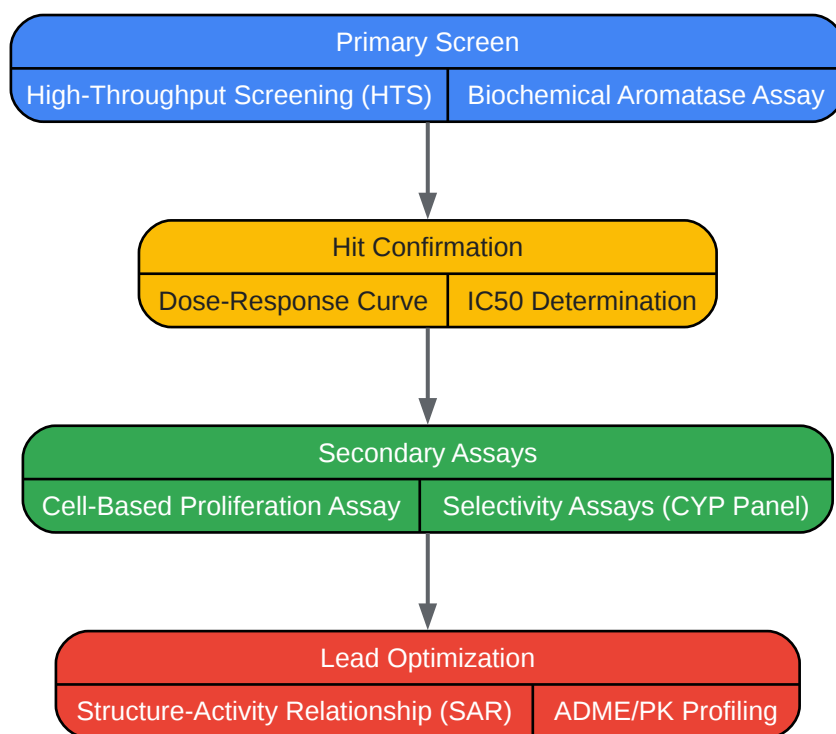 Primary Screen
High-Throughput Screening (HTS)
Biochemical Aromatase Assay
Hit Confirmation
Dose-Response Curve
IC50 Determination
Secondary Assays
Cell-Based Proliferation Assay
Selectivity Assays (CYP Panel)
Lead Optimization
Structure-Activity Relationship (SAR)
ADME/PK Profiling